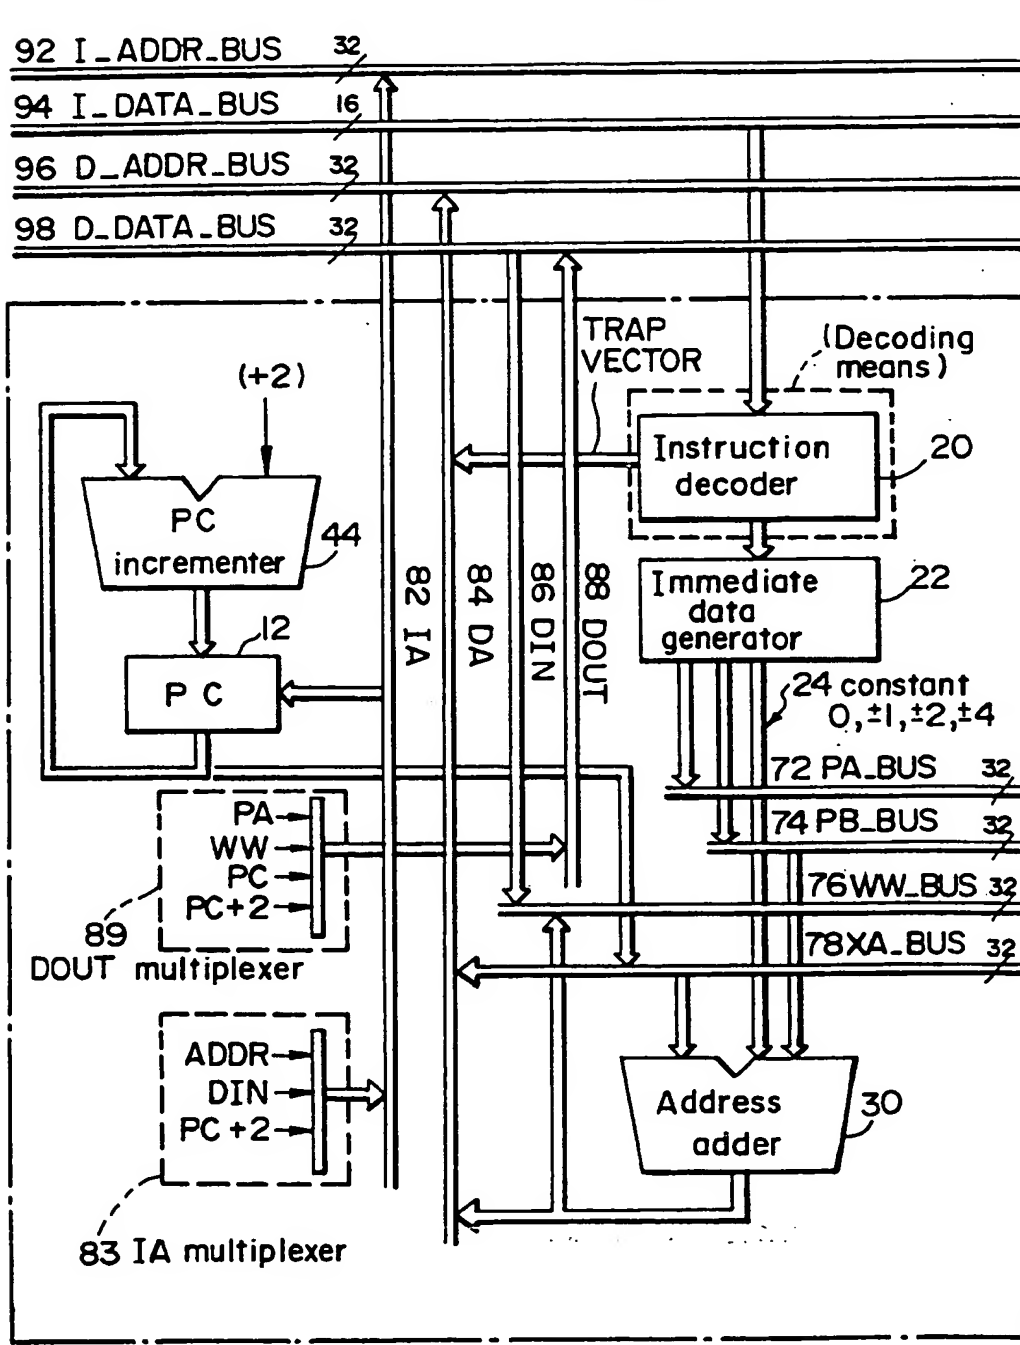 92 I_ADDR_BUS 32
94 I_DATA_BUS 16
96 D_ADDR_BUS 32
98 D_DATA_BUS 32
TRAP
VECTOR
(Decoding
means)
(+2)
Instruction
decoder
20
PC
incrementer
44
82 IA
84 DA
86 DIN
88 DOUT
Immediate
data
generator
22
12
PC
24 constant
0,±1,±2,±4
72 PA_BUS 32
74 PB_BUS 32
76 WW_BUS 32
78 XA_BUS 32
PA
WW
PC
PC+2
89
DOUT multiplexer
ADDR
DIN
PC+2
83 IA multiplexer
Address
adder
30